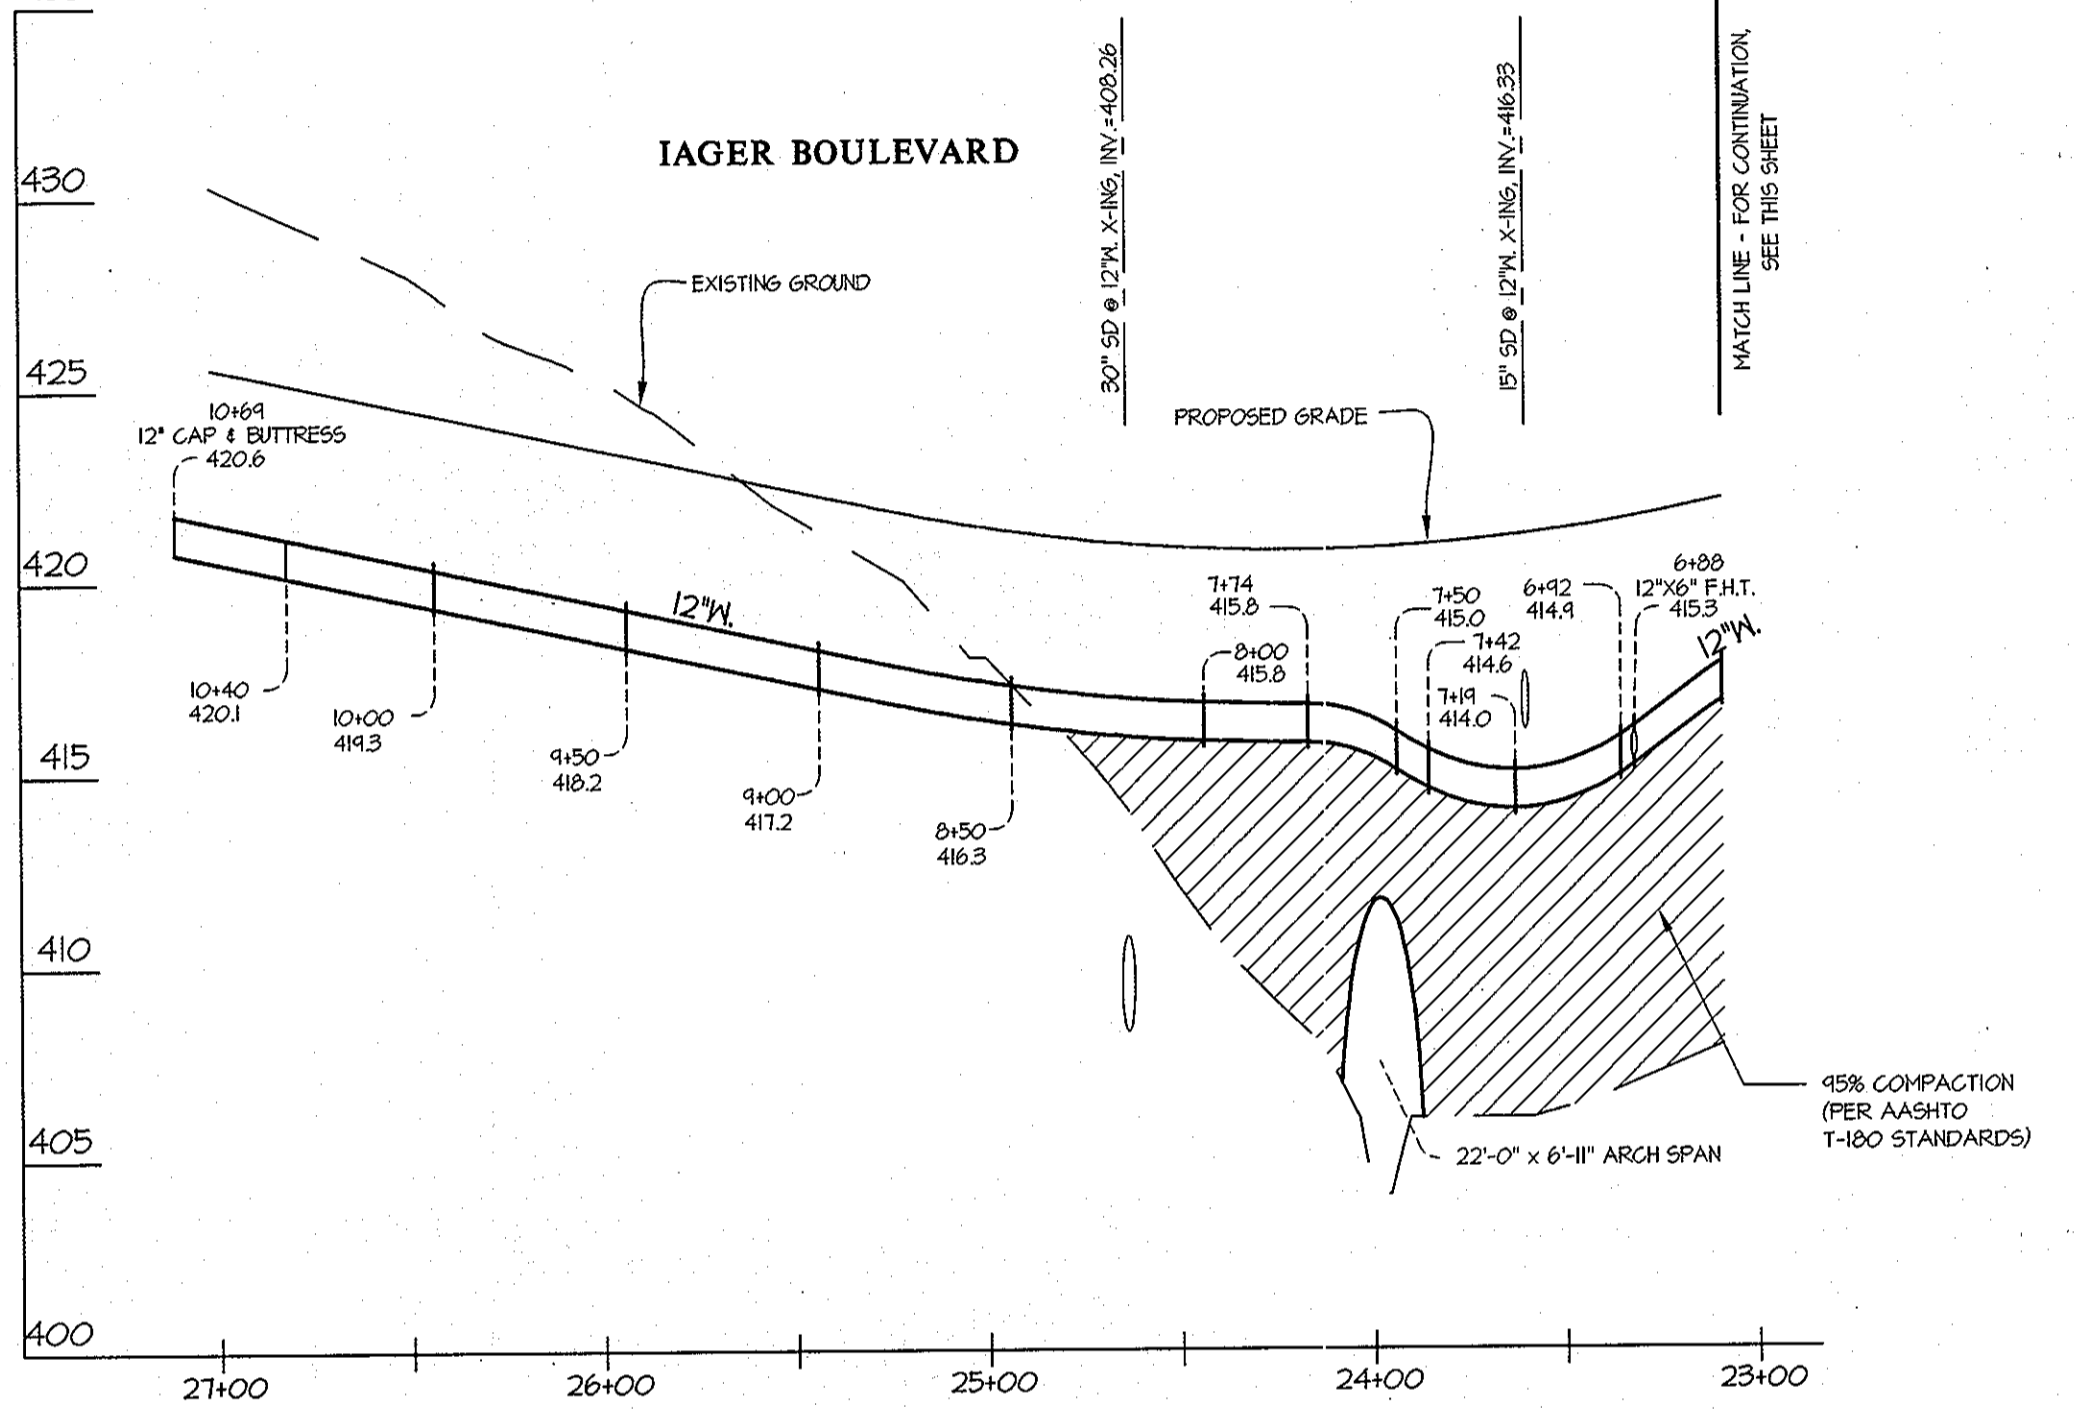 IAGER BOULEVARD
430
425
420
415
410
405
400
27+00
26+00
25+00
24+00
23+00
30" SD @ 12"W. X-ING, INV.=408.26
15" SD @ 12"W. X-ING, INV.=416.33
MATCH LINE - FOR CONTINUATION,
SEE THIS SHEET
EXISTING GROUND
PROPOSED GRADE
10+69
12" CAP & BUTTRESS
420.6
12"W.
10+40
420.1
10+00
419.3
9+50
418.2
9+00
417.2
8+50
416.3
8+00
415.8
7+74
415.8
7+50
415.0
7+42
414.6
7+19
414.0
6+92
414.9
6+88
12"X6" F.H.T.
415.3
12"W.
95% COMPACTION
(PER AASHTO
T-180 STANDARDS)
22'-0" x 6'-11" ARCH SPAN